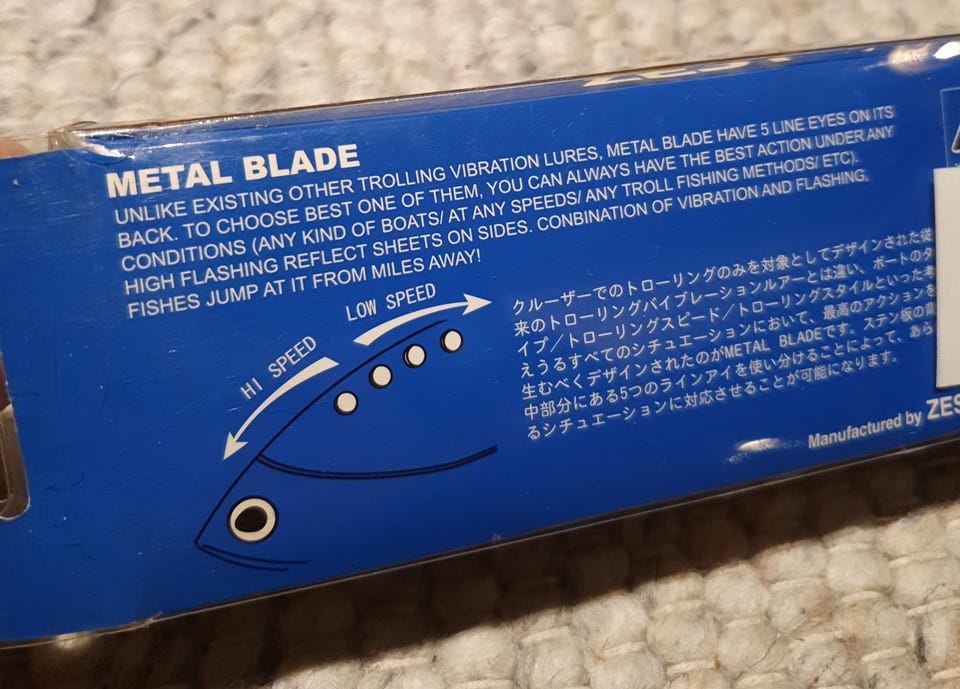 METAL BLADE
UNLIKE EXISTING OTHER TROLLING VIBRATION LURES, METAL BLADE HAVE 5 LINE EYES ON ITS
BACK. TO CHOOSE BEST ONE OF THEM, YOU CAN ALWAYS HAVE THE BEST ACTION UNDER ANY
CONDITIONS (ANY KIND OF BOATS/ AT ANY SPEEDS/ ANY TROLL FISHING METHODS/ ETC).
HIGH FLASHING REFLECT SHEETS ON SIDES. CONBINATION OF VIBRATION AND FLASHING,
FISHES JUMP AT IT FROM MILES AWAY!
LOW SPEED
HI SPEED
クルーザーでのトローリングのみを対象としてデザインされた従
来のトローリングバイブレーションルアーとは違い、ボートのタ
イプ/トローリングスピード/トローリングスタイルといった考
えうるすべてのシチュエーションにおいて、最高のアクションを
生むべくデザインされたのがMETAL BLADEです。ステン板の背
中部分にある5つのラインアイを使い分けることによって、あら
るシチュエーションに対応させることが可能になります。
Manufactured by ZES